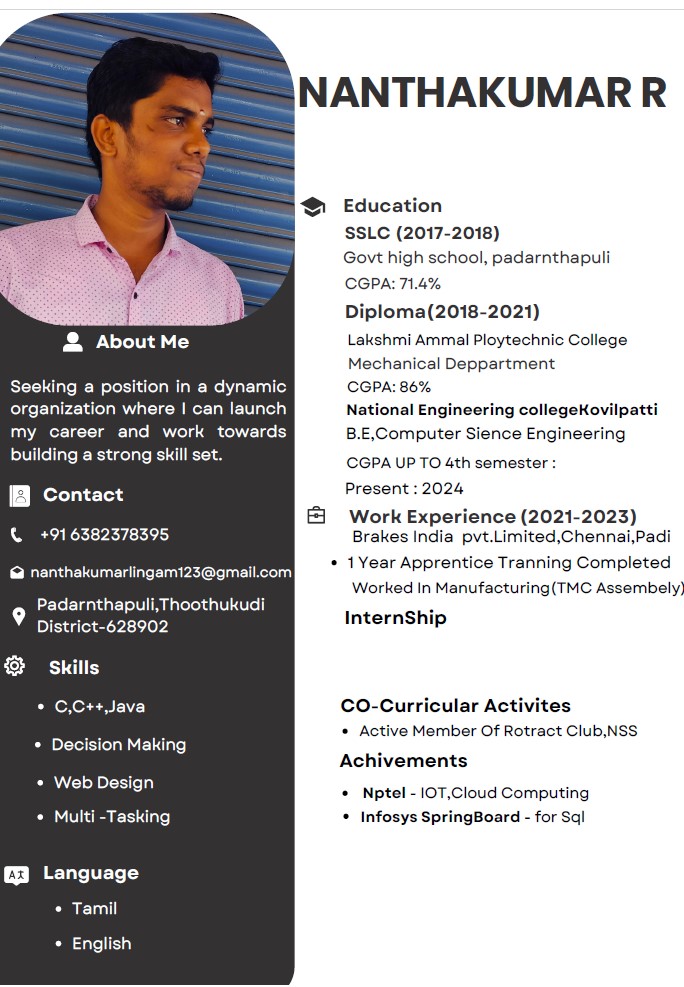 NANTHAKUMAR R
About Me
Seeking a position in a dynamic
organization where I can launch
my career and work towards
building a strong skill set.
Contact
+91 6382378395
nanthakumarlingam123@gmail.com
Padarnthapuli,Thoothukudi
District-628902
Skills
• C,C++,Java
• Decision Making
• Web Design
• Multi -Tasking
Language
• Tamil
• English
Education
SSLC (2017-2018)
Govt high school, padarnthapuli
CGPA: 71.4%
Diploma(2018-2021)
Lakshmi Ammal Ploytechnic College
Mechanical Deppartment
CGPA: 86%
National Engineering collegeKovilpatti
B.E,Computer Sience Engineering
CGPA UP TO 4th semester :
Present : 2024
Work Experience (2021-2023)
Brakes India pvt.Limited,Chennai,Padi
• 1 Year Apprentice Tranning Completed
Worked In Manufacturing(TMC Assembely)
InternShip
CO-Curricular Activites
• Active Member Of Rotract Club,NSS
Achivements
• Nptel - IOT,Cloud Computing
• Infosys SpringBoard - for Sql